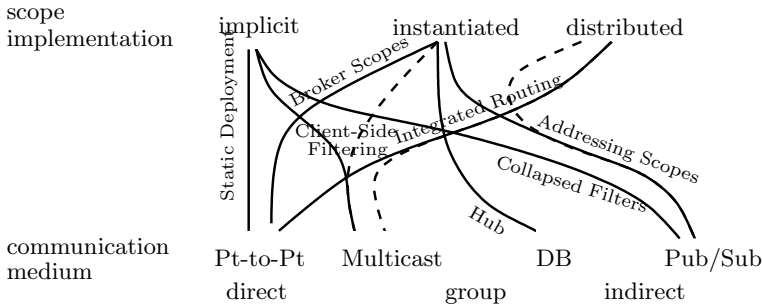 scope
implementation
implicit
instantiated
distributed
Static Deployment
Broker Scopes
Client-Side
Filtering
Integrated Routing
Addressing Scopes
Collapsed Filters
Hub
communication
medium
Pt-to-Pt
Multicast
DB
Pub/Sub
direct
group
indirect